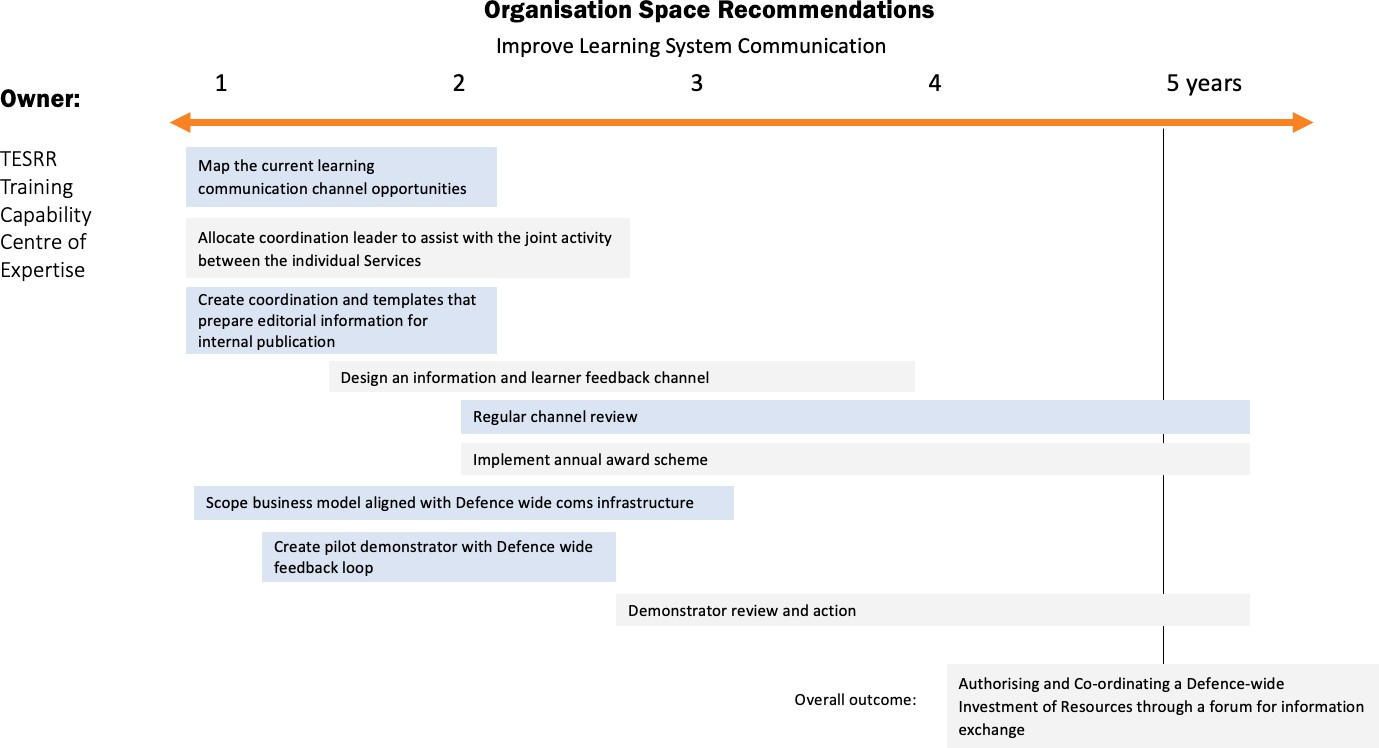 Organisation Space Recommendations
Improve Learning System Communication
1 2 3 4 5 years
Owner:
TESRR
Training
Capability
Centre of
Expertise
Map the current learning
communication channel opportunities
Allocate coordination leader to assist with the joint activity
between the individual Services
Create coordination and templates that
prepare editorial information for
internal publication
Design an information and learner feedback channel
Regular channel review
Implement annual award scheme
Scope business model aligned with Defence wide coms infrastructure
Create pilot demonstrator with Defence wide
feedback loop
Demonstrator review and action
Overall outcome:
Authorising and Co-ordinating a Defence-wide
Investment of Resources through a forum for information
exchange